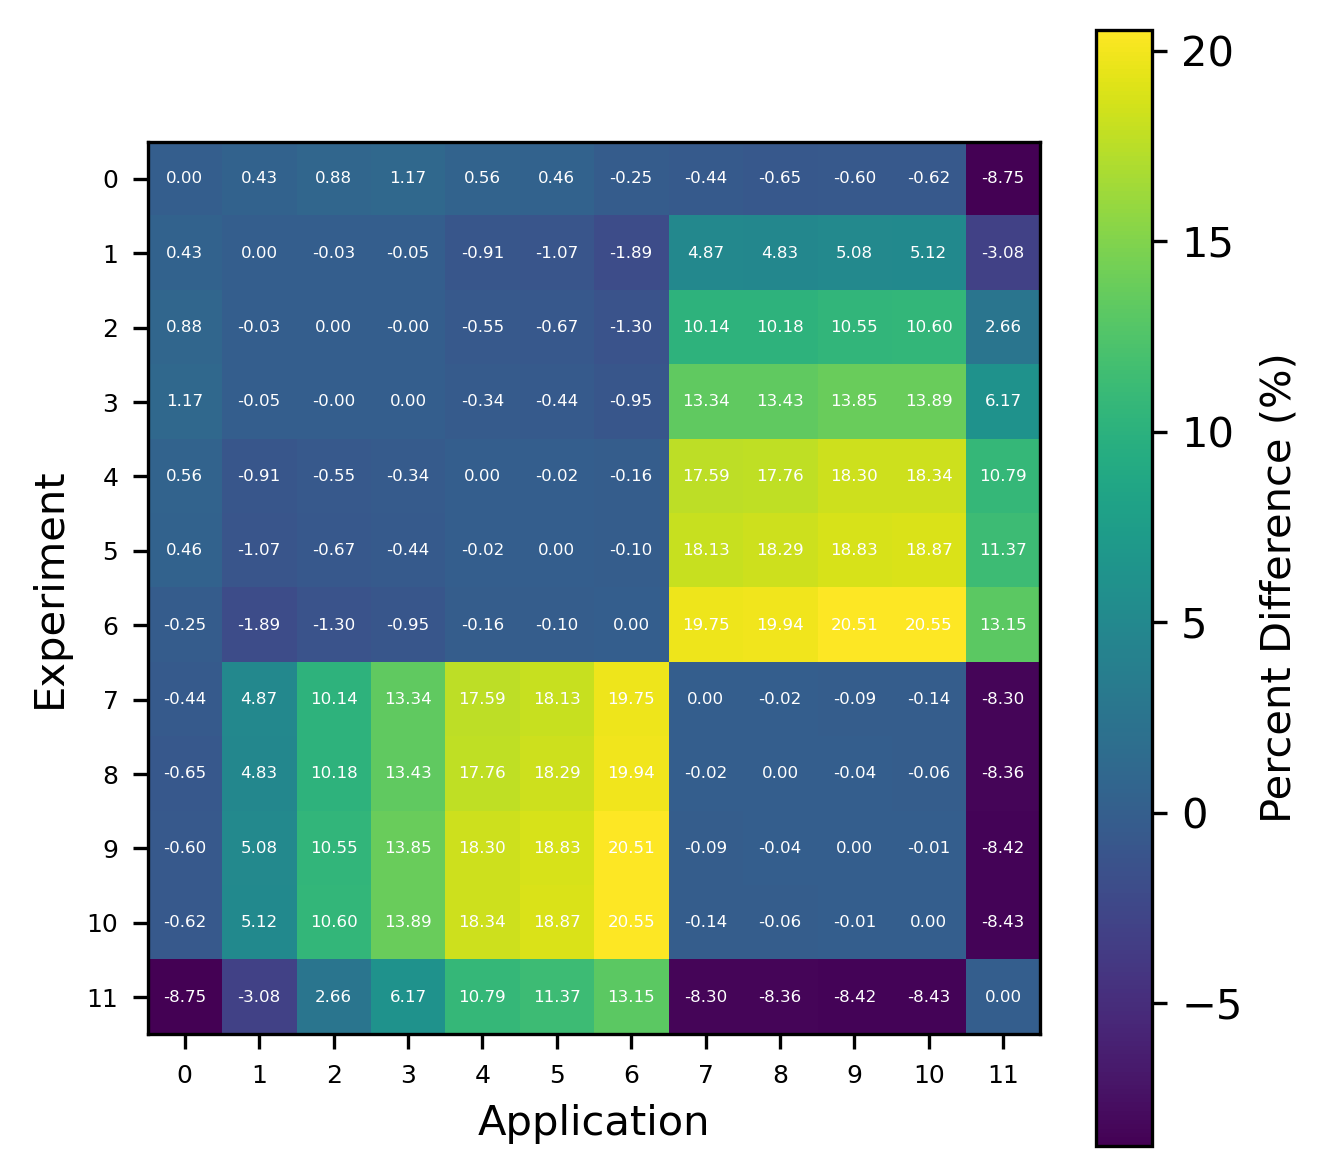 20
15
10
5
0
−5
Percent Difference (%)
Experiment
0 0.00 0.43 0.88 1.17 0.56 0.46 -0.25 -0.44 -0.65 -0.60 -0.62 -8.75
1 0.43 0.00 -0.03 -0.05 -0.91 -1.07 -1.89 4.87 4.83 5.08 5.12 -3.08
2 0.88 -0.03 0.00 -0.00 -0.55 -0.67 -1.30 10.14 10.18 10.55 10.60 2.66
3 1.17 -0.05 -0.00 0.00 -0.34 -0.44 -0.95 13.34 13.43 13.85 13.89 6.17
4 0.56 -0.91 -0.55 -0.34 0.00 -0.02 -0.16 17.59 17.76 18.30 18.34 10.79
5 0.46 -1.07 -0.67 -0.44 -0.02 0.00 -0.10 18.13 18.29 18.83 18.87 11.37
6 -0.25 -1.89 -1.30 -0.95 -0.16 -0.10 0.00 19.75 19.94 20.51 20.55 13.15
7 -0.44 4.87 10.14 13.34 17.59 18.13 19.75 0.00 -0.02 -0.09 -0.14 -8.30
8 -0.65 4.83 10.18 13.43 17.76 18.29 19.94 -0.02 0.00 -0.04 -0.06 -8.36
9 -0.60 5.08 10.55 13.85 18.30 18.83 20.51 -0.09 -0.04 0.00 -0.01 -8.42
10 -0.62 5.12 10.60 13.89 18.34 18.87 20.55 -0.14 -0.06 -0.01 0.00 -8.43
11 -8.75 -3.08 2.66 6.17 10.79 11.37 13.15 -8.30 -8.36 -8.42 -8.43 0.00
0 1 2 3 4 5 6 7 8 9 10 11
Application